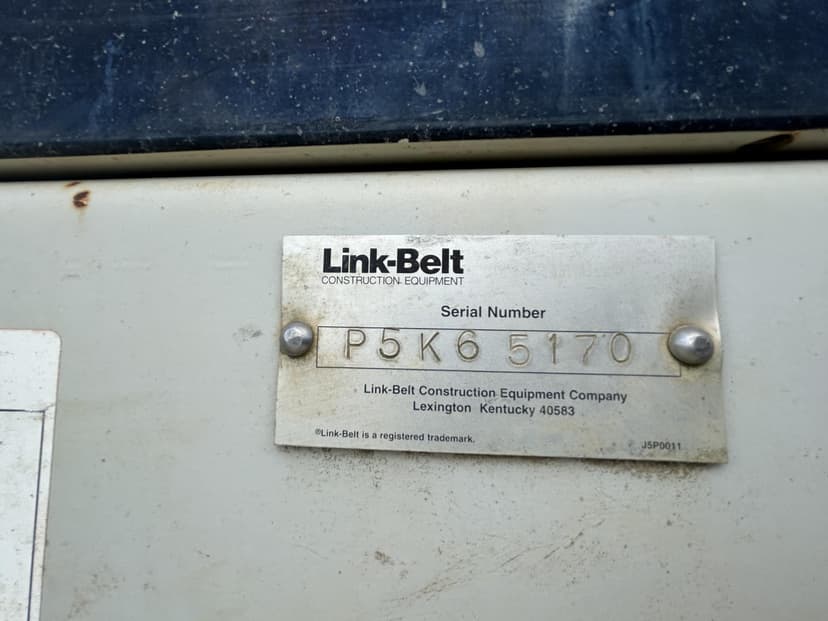 Link-Belt
CONSTRUCTION EQUIPMENT
Serial Number
P5K6 5170
Link-Belt Construction Equipment Company
Lexington Kentucky 40583
®Link-Belt is a registered trademark.
J5P0011